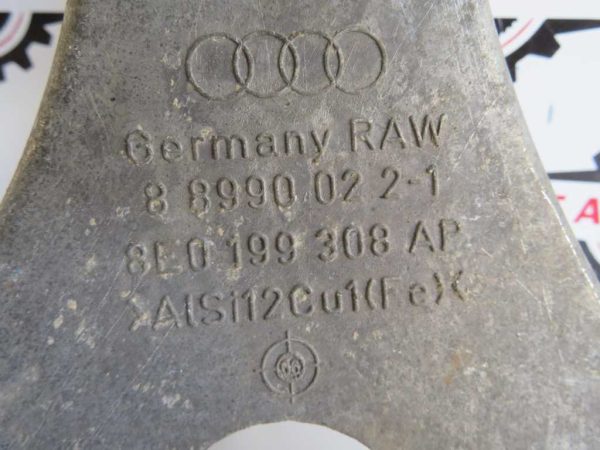 Germany RAW
8 8990 02 2-1
8E0 199 308 AP
>AlSi12Cu1(Fe)<